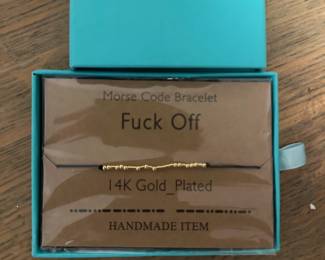 Morse Code Bracelet
Fuck Off
14K Gold_Plated
HANDMADE ITEM